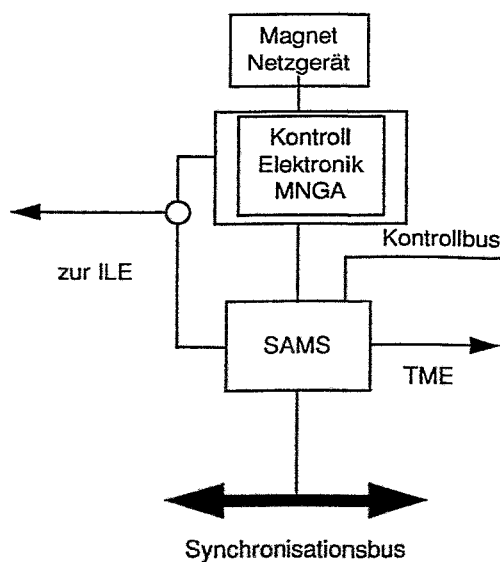 Magnet
Netzgerät
Kontroll
Elektronik
MNGA
Kontrollbus
zur ILE
SAMS
TME
Synchronisationsbus